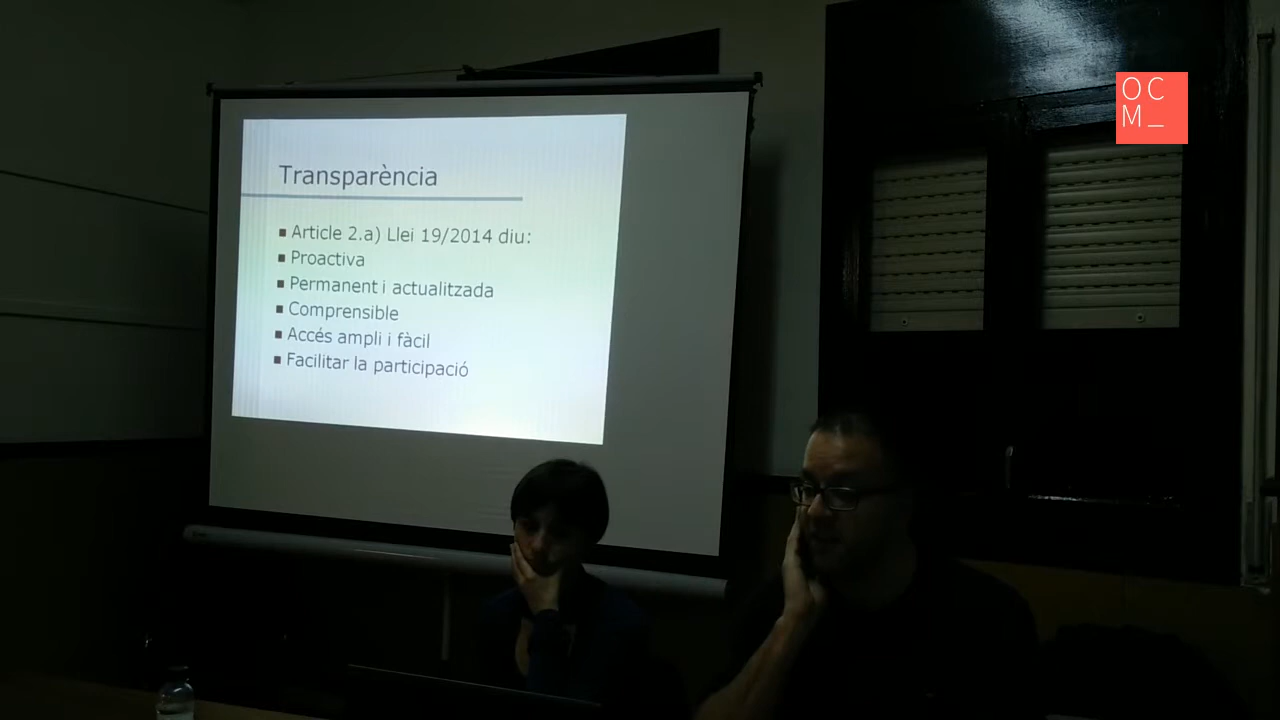 OC
M_
Transparència
Article 2.a) Llei 19/2014 diu:
Proactiva
Permanent i actualitzada
Comprensible
Accés ampli i fàcil
Facilitar la participació